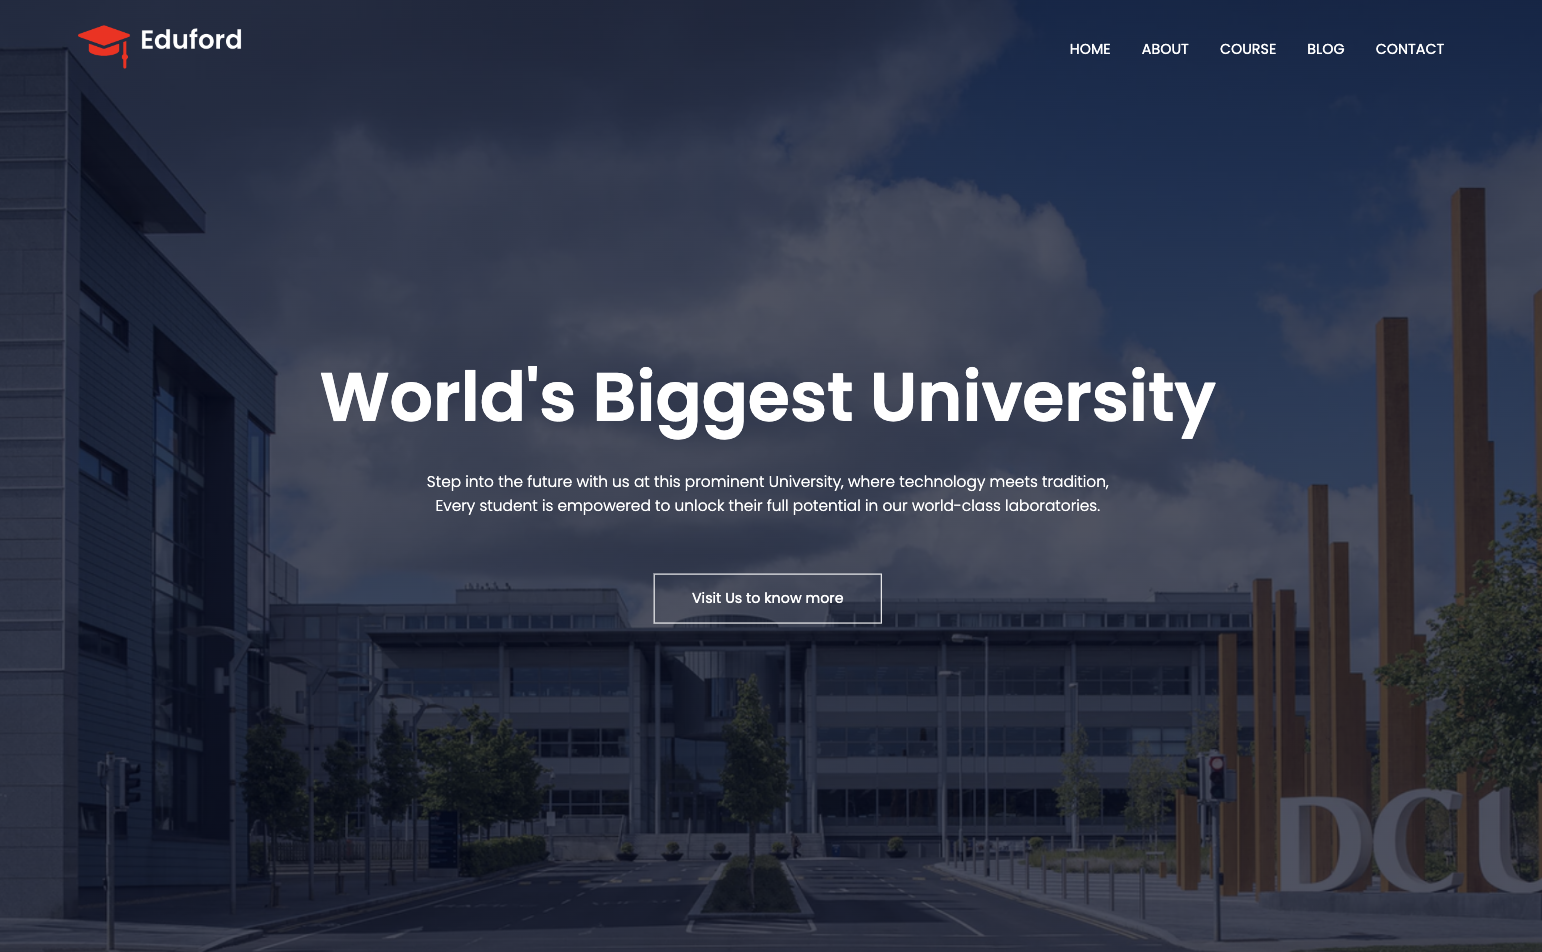 Eduford
HOME ABOUT COURSE BLOG CONTACT
World's Biggest University
Step into the future with us at this prominent University, where technology meets tradition,
Every student is empowered to unlock their full potential in our world-class laboratories.
Visit Us to know more
DCU